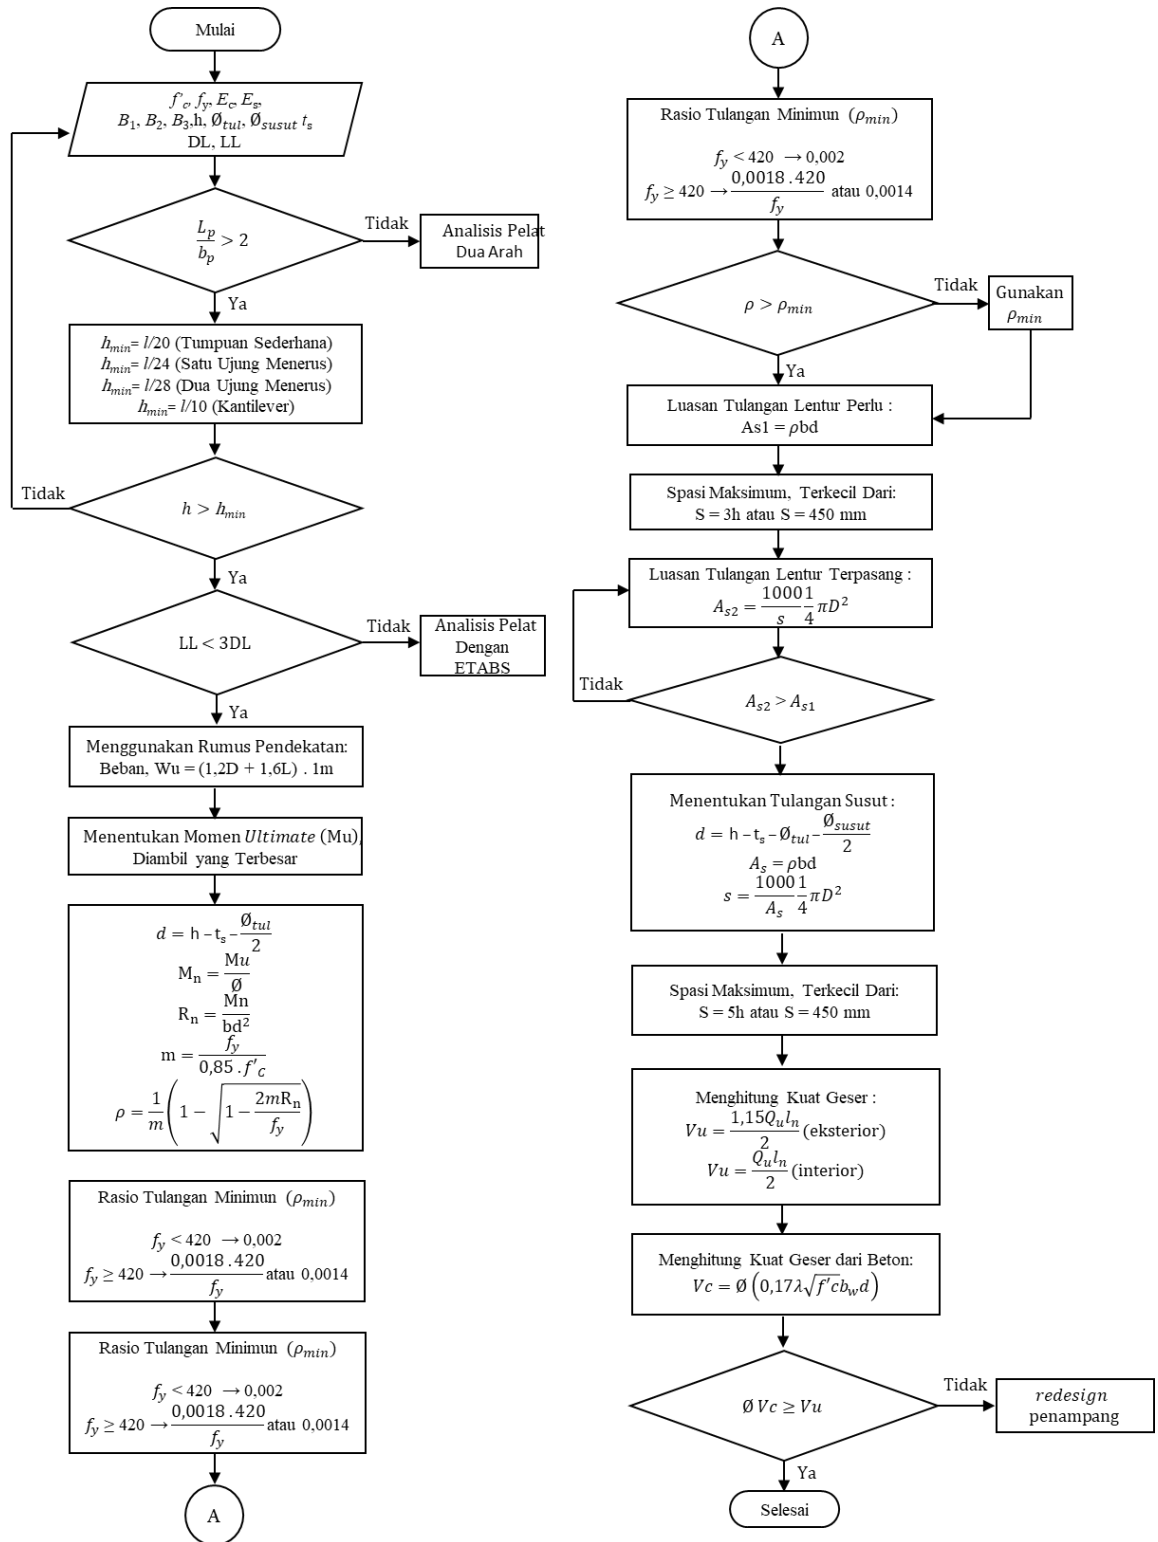 Mulai
f'c, fy, Ec, Es,
B1, B2, B3,h, Øtul, Øsusut ts
DL, LL
Lp/bp > 2
Tidak
Analisis Pelat
Dua Arah
Ya
hmin= l/20 (Tumpuan Sederhana)
hmin= l/24 (Satu Ujung Menerus)
hmin= l/28 (Dua Ujung Menerus)
hmin= l/10 (Kantilever)
Tidak
h > hmin
Ya
LL < 3DL
Tidak
Analisis Pelat
Dengan
ETABS
Ya
Menggunakan Rumus Pendekatan:
Beban, Wu = (1,2D + 1,6L) . 1m
Menentukan Momen Ultimate (Mu),
Diambil yang Terbesar
d = h – ts – Øtul/2
Mn = Mu/Ø
Rn = Mn/bd²
m = fy/0,85 . f'c
ρ = 1/m (1 − √(1 − 2mRn/fy))
Rasio Tulangan Minimun (ρmin)
fy < 420 → 0,002
fy ≥ 420 → 0,0018 . 420/fy atau 0,0014
Rasio Tulangan Minimun (ρmin)
fy < 420 → 0,002
fy ≥ 420 → 0,0018 . 420/fy atau 0,0014
A
A
Rasio Tulangan Minimun (ρmin)
fy < 420 → 0,002
fy ≥ 420 → 0,0018 . 420/fy atau 0,0014
ρ > ρmin
Tidak
Gunakan
ρmin
Ya
Luasan Tulangan Lentur Perlu :
As1 = ρbd
Spasi Maksimum, Terkecil Dari:
S = 3h atau S = 450 mm
Luasan Tulangan Lentur Terpasang :
As2 = 1000/s 1/4 πD²
Tidak
As2 > As1
Menentukan Tulangan Susut :
d = h – ts – Øtul – Øsusut/2
As = ρbd
s = 1000/As 1/4 πD²
Spasi Maksimum, Terkecil Dari:
S = 5h atau S = 450 mm
Menghitung Kuat Geser :
Vu = 1,15Quln/2 (eksterior)
Vu = Quln/2 (interior)
Menghitung Kuat Geser dari Beton:
Vc = Ø (0,17λ√f'c bwd)
Ø Vc ≥ Vu
Tidak
redesign
penampang
Ya
Selesai